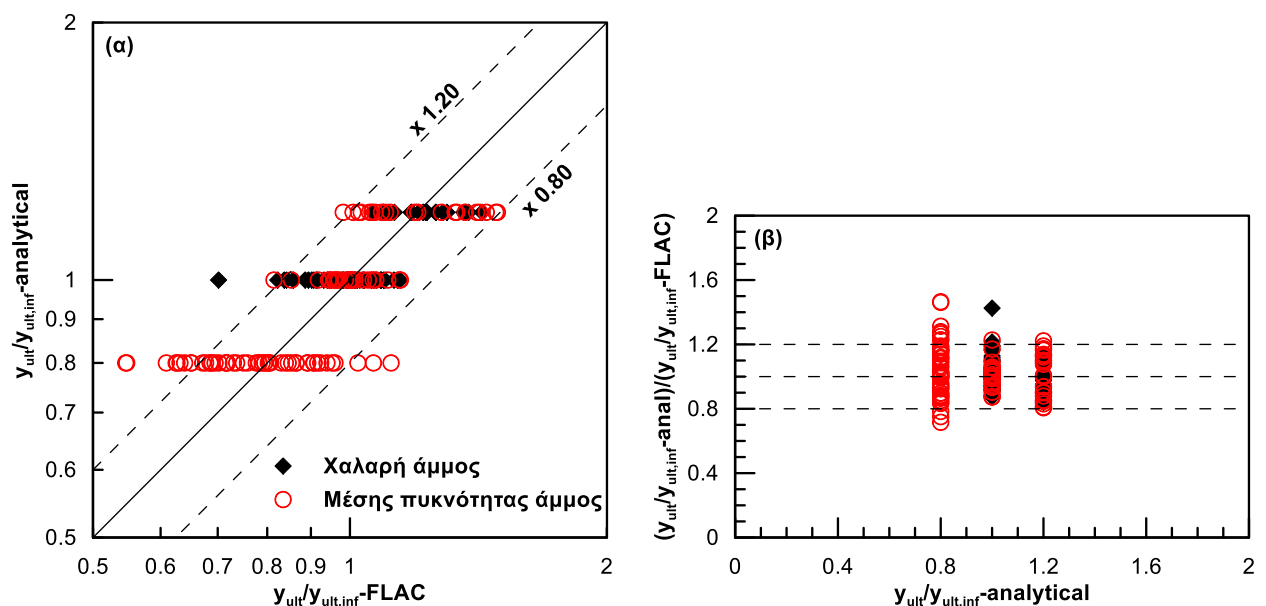 (α)
2
1
0.9
0.8
0.7
0.6
0.5
y_ult/y_ult,inf-analytical
x 1.20
x 0.80
Χαλαρή άμμος
Μέσης πυκνότητας άμμος
0.5 0.6 0.7 0.8 0.9 1 2
y_ult/y_ult,inf-FLAC
(β)
2
1.6
1.2
0.8
0.4
0
(y_ult/y_ult,inf-anal)/(y_ult/y_ult,inf-FLAC)
0 0.4 0.8 1.2 1.6 2
y_ult/y_ult,inf-analytical